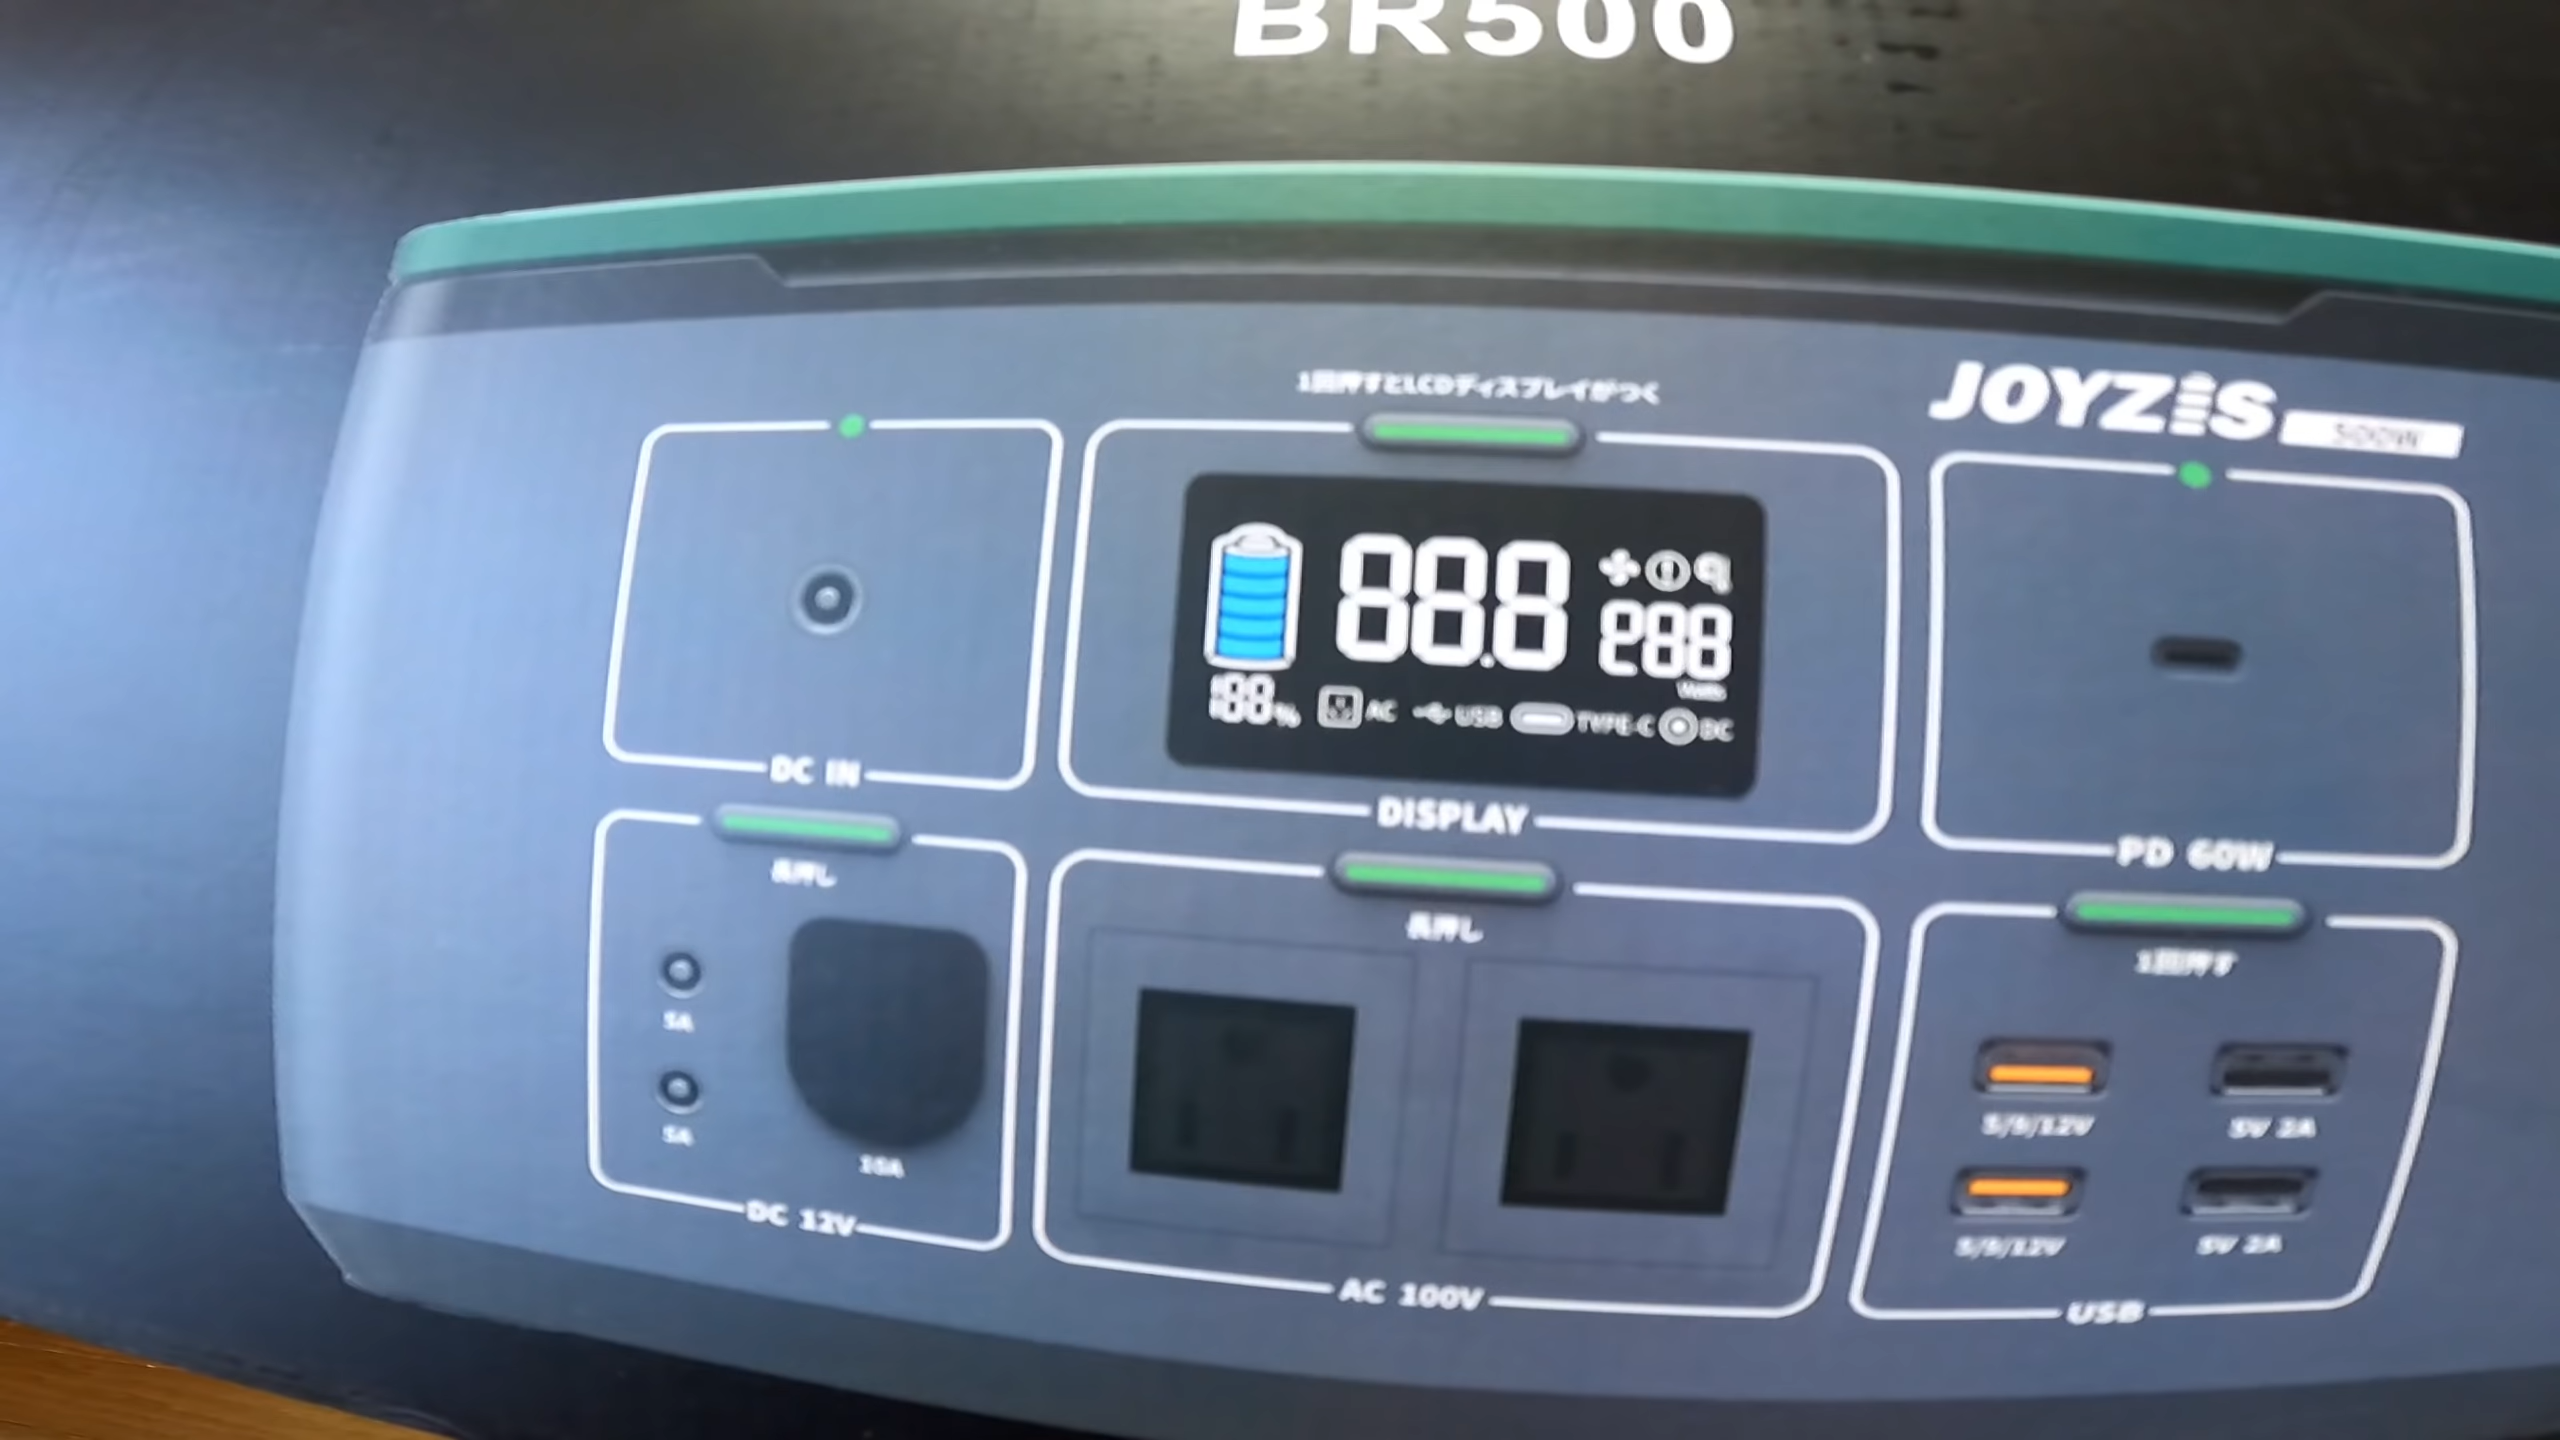 BR500
1回押すとLCDディスプレイがつく
JOYZiS 500W
88.8
188%
AC
USB
TYPE-C
DC
DC IN
DISPLAY
PD 60W
長押し
5A
5A
10A
DC 12V
長押し
AC 100V
1回押す
5/9/12V
5V 2A
5/9/12V
5V 2A
USB